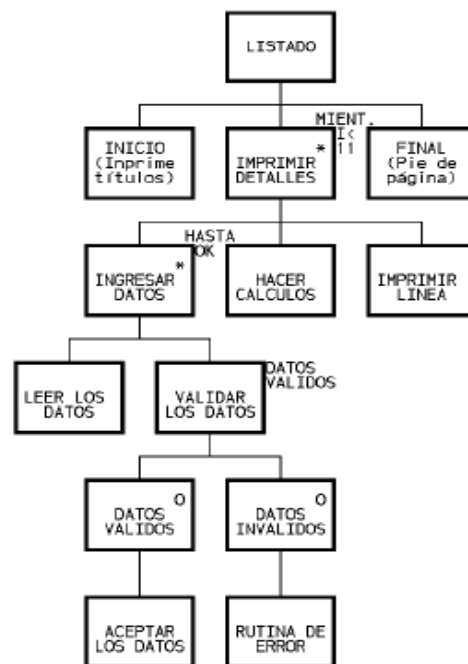 LISTADO
MIENT.
I<
11
INICIO
(Inprime
títulos)
*
IMPRIMIR
DETALLES
FINAL
(Pie de
página)
HASTA
OK
*
INGRESAR
DATOS
HACER
CALCULOS
IMPRIMIR
LINEA
LEER LOS
DATOS
VALIDAR
LOS DATOS
DATOS
VALIDOS
O
DATOS
VALIDOS
O
DATOS
INVALIDOS
ACEPTAR
LOS DATOS
RUTINA DE
ERROR